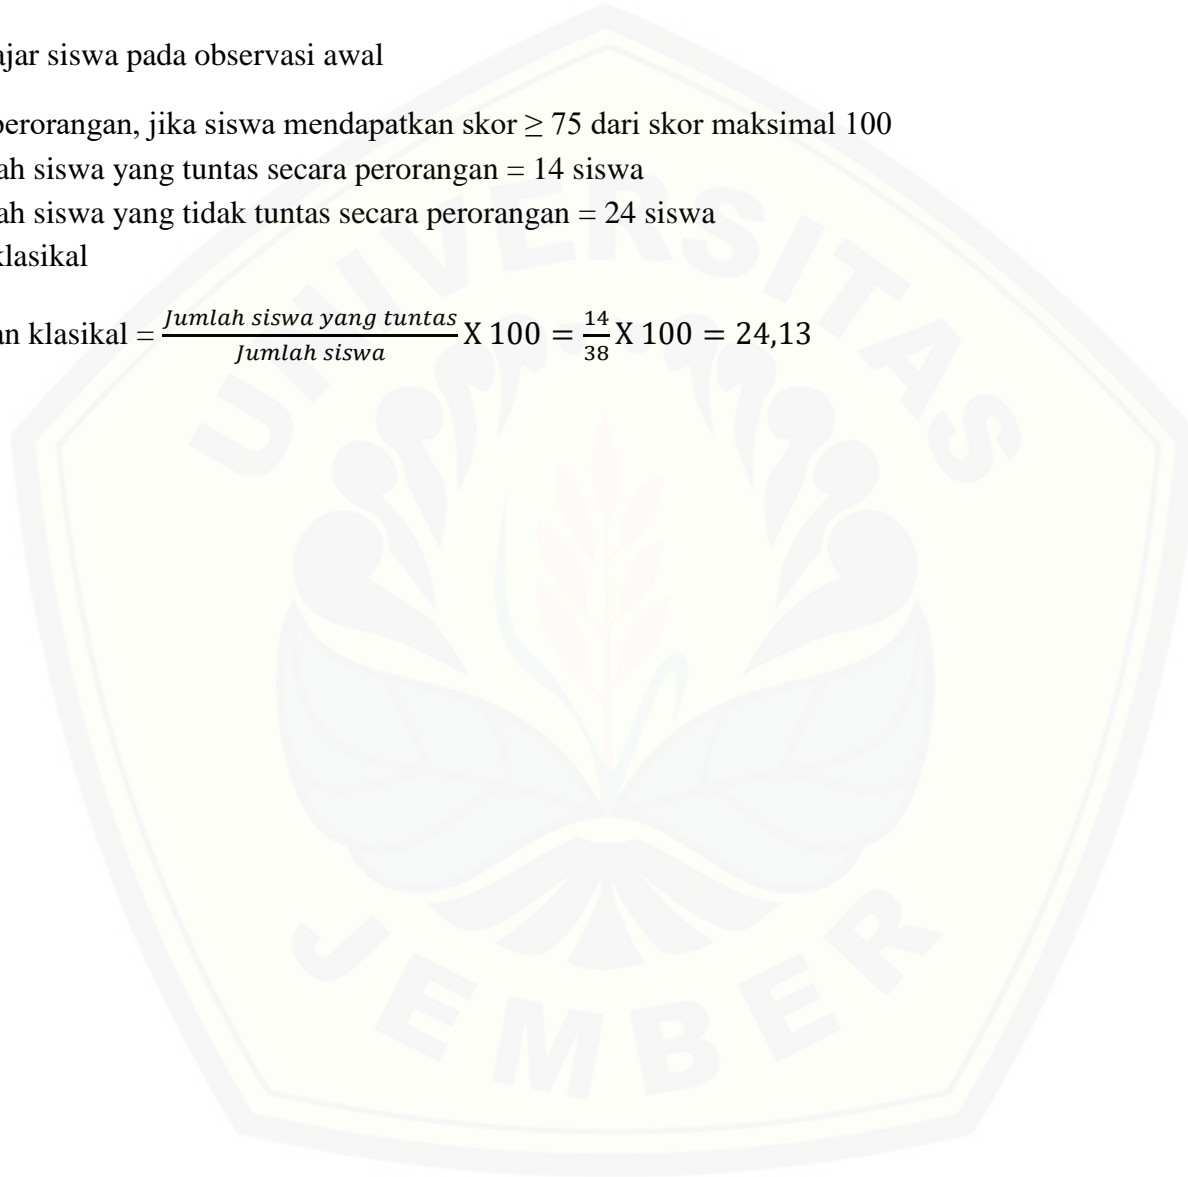 ajar siswa pada observasi awal
perorangan, jika siswa mendapatkan skor ≥ 75 dari skor maksimal 100
ah siswa yang tuntas secara perorangan = 14 siswa
ah siswa yang tidak tuntas secara perorangan = 24 siswa
klasikal
an klasikal = Jumlah siswa yang tuntas / Jumlah siswa X 100 = 14/38 X 100 = 24,13
UNIVERSITAS
JEMBER